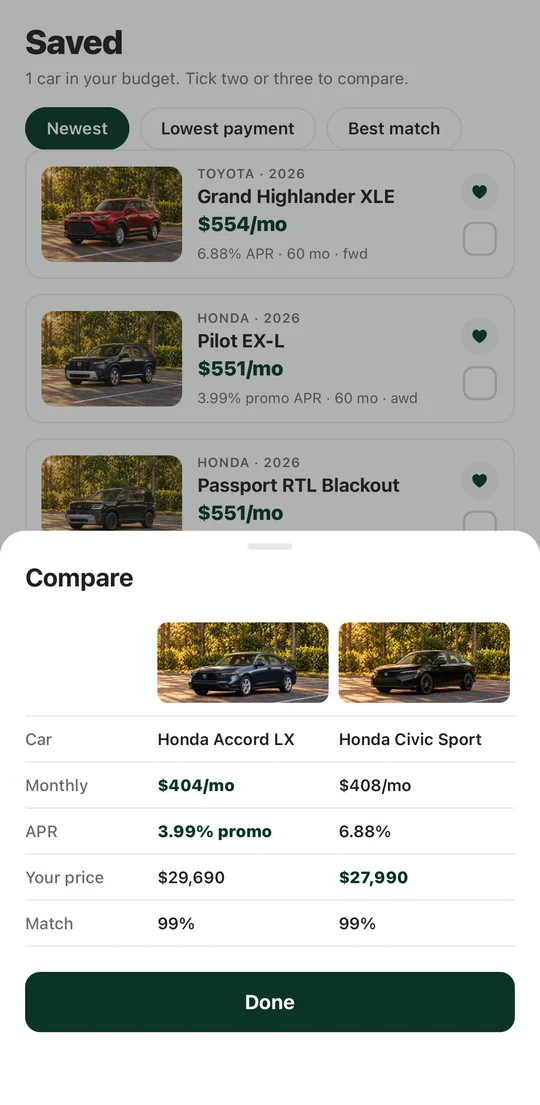 Saved
1 car in your budget. Tick two or three to compare.
Newest
Lowest payment
Best match
TOYOTA · 2026
Grand Highlander XLE
$554/mo
6.88% APR · 60 mo · fwd
HONDA · 2026
Pilot EX-L
$551/mo
3.99% promo APR · 60 mo · awd
HONDA · 2026
Passport RTL Blackout
$551/mo
Compare
Car Honda Accord LX Honda Civic Sport
Monthly $404/mo $408/mo
APR 3.99% promo 6.88%
Your price $29,690 $27,990
Match 99% 99%
Done